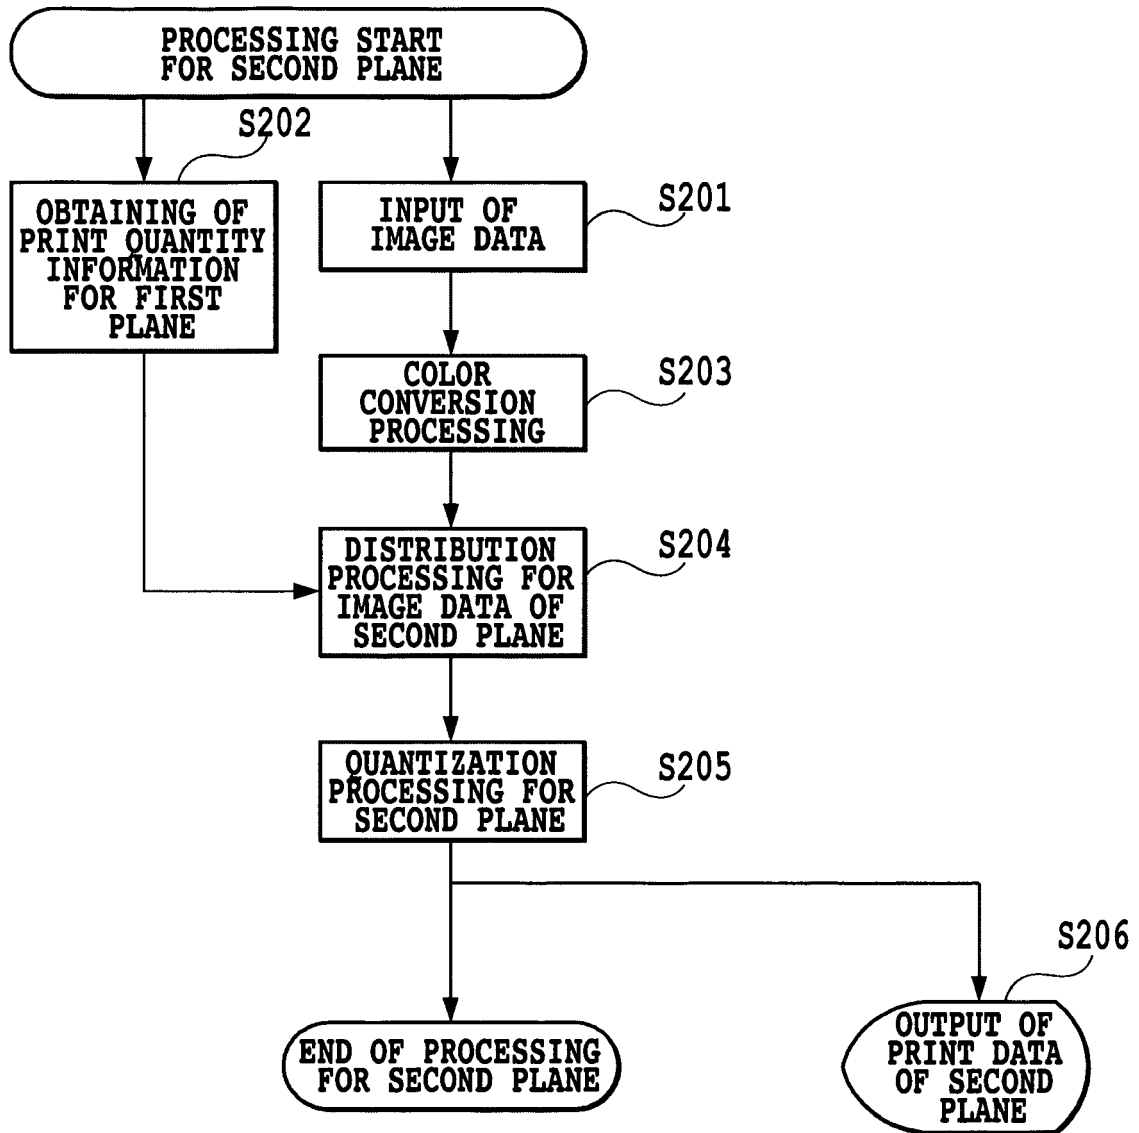 PROCESSING START
FOR SECOND PLANE
S202
OBTAINING OF
PRINT QUANTITY
INFORMATION
FOR FIRST
PLANE
INPUT OF
IMAGE DATA
S201
COLOR
CONVERSION
PROCESSING
S203
DISTRIBUTION
PROCESSING FOR
IMAGE DATA OF
SECOND PLANE
S204
QUANTIZATION
PROCESSING FOR
SECOND PLANE
S205
END OF PROCESSING
FOR SECOND PLANE
S206
OUTPUT OF
PRINT DATA
OF SECOND
PLANE